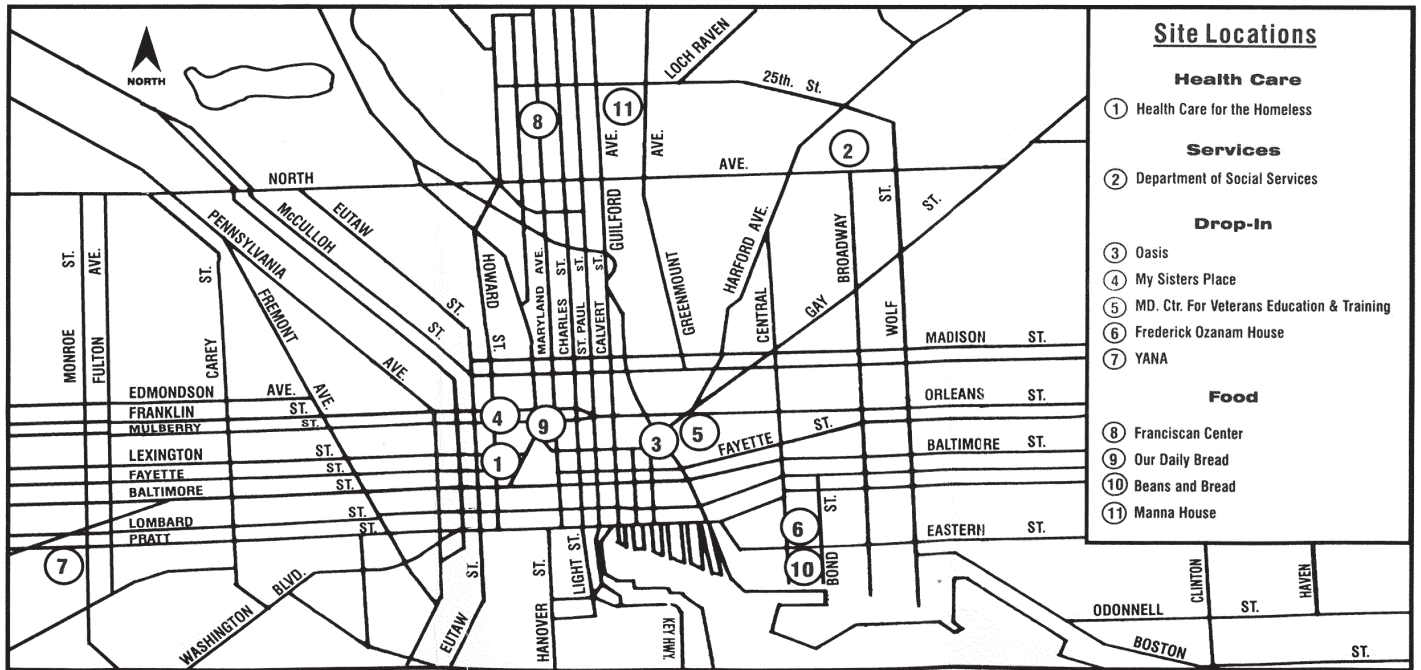 Site Locations
Health Care
1 Health Care for the Homeless
Services
2 Department of Social Services
Drop-In
3 Oasis
4 My Sisters Place
5 MD. Ctr. For Veterans Education & Training
6 Frederick Ozanam House
7 YANA
Food
8 Franciscan Center
9 Our Daily Bread
10 Beans and Bread
11 Manna House
NORTH
LOCH RAVEN
25th. St.
8
11
2
AVE.
AVE.
NORTH
AVE.
EUTAW
ST.
McCULLOH
ST.
PENNSYLVANIA
AVE.
GUILFORD
HARFORD AVE.
BROADWAY
ST.
ST.
WOLF
GAY
ST.
MONROE
ST.
FULTON
AVE.
CAREY
ST.
FREMONT
AVE.
HOWARD
ST.
MARYLAND AVE.
CHARLES
ST.
ST. PAUL
ST.
CALVERT
ST.
GREENMOUNT
CENTRAL
MADISON ST.
EDMONDSON AVE.
FRANKLIN ST.
MULBERRY ST.
4
9
3
5
ORLEANS ST.
LEXINGTON ST.
1
FAYETTE ST.
FAYETTE ST.
BALTIMORE ST.
BALTIMORE ST.
LOMBARD ST.
PRATT ST.
7
6
10
BOND
ST.
EASTERN ST.
WASHINGTON BLVD.
EUTAW
ST.
HANOVER
ST.
LIGHT ST.
KEY HWY.
CLINTON
HAVEN
ODONNELL ST.
BOSTON ST.